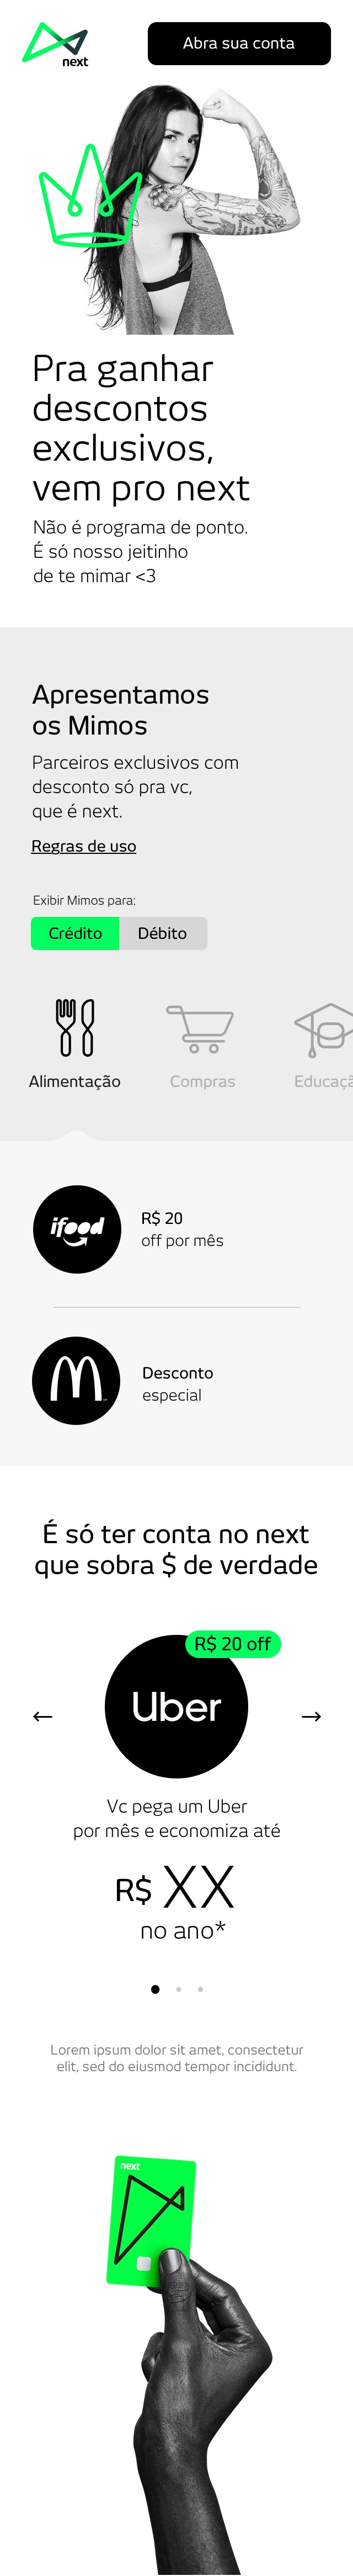 next
Abra sua conta
Pra ganhar
descontos
exclusivos,
vem pro next
Não é programa de ponto.
É só nosso jeitinho
de te mimar <3
Apresentamos
os Mimos
Parceiros exclusivos com
desconto só pra vc,
que é next.
Regras de uso
Exibir Mimos para:
Crédito Débito
Alimentação Compras Educaçã
ifood
R$ 20
off por mês
Desconto
especial
É só ter conta no next
que sobra $ de verdade
R$ 20 off
Uber
Vc pega um Uber
por mês e economiza até
R$ XX
no ano*
Lorem ipsum dolor sit amet, consectetur
elit, sed do eiusmod tempor incididunt.
next